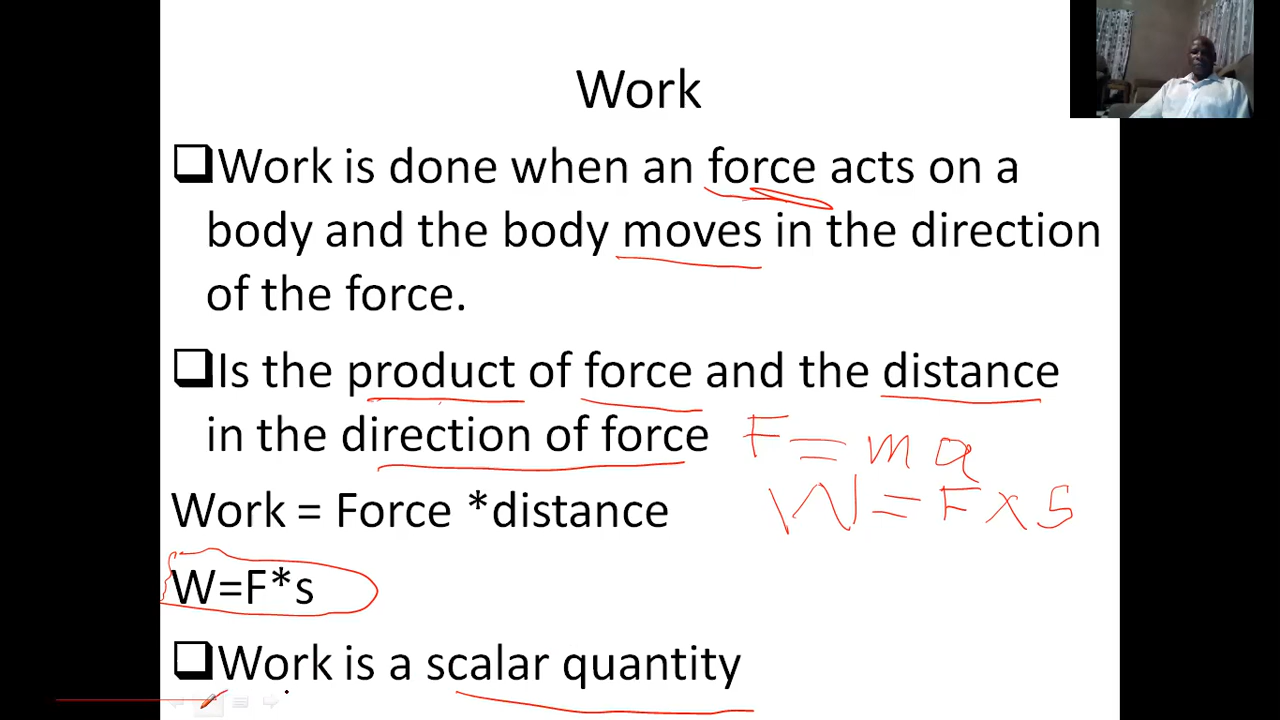 Work
Work is done when an force acts on a
body and the body moves in the direction
of the force.
Is the product of force and the distance
in the direction of force
F = m a
Work = Force *distance
W = F x S
W=F*s
Work is a scalar quantity